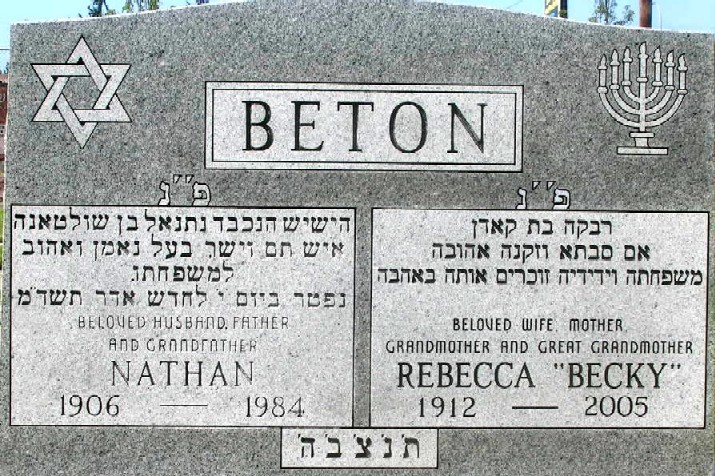 BETON
פ״נ
הישיש הנכבד נתנאל בן שולטאנה
איש תם וישר, בעל נאמן ואהוב
למשפחתו.
נפטר ביום י לחדש אדר תשד״מ
BELOVED HUSBAND, FATHER
AND GRANDFATHER
NATHAN
1906 — 1984
פ״נ
רבקה בת קאדן
אם סבתא וזקנה אהובה
משפחתה וידידיה זוכרים אותה באהבה
BELOVED WIFE, MOTHER,
GRANDMOTHER AND GREAT GRANDMOTHER
REBECCA "BECKY"
1912 — 2005
ת נ צ ב ה